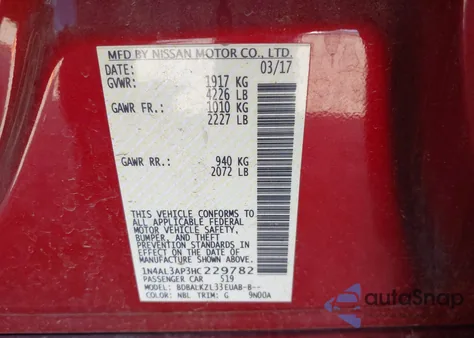 MFD BY NISSAN MOTOR CO., LTD.
DATE: 03/17
GVWR: 1917 KG
4226 LB
GAWR FR.: 1010 KG
2227 LB
GAWR RR.: 940 KG
2072 LB
THIS VEHICLE CONFORMS TO ALL
APPLICABLE FEDERAL
MOTOR VEHICLE SAFETY,
BUMPER, AND THEFT
PREVENTION STANDARDS IN
EFFECT ON THE DATE OF
MANUFACTURE SHOWN ABOVE.
1N4AL3AP3HC229782
PASSENGER CAR 519
MODEL: BDBALKZL33EUAB-B--
COLOR: NBL TRIM: G 9N00A
autoSnap